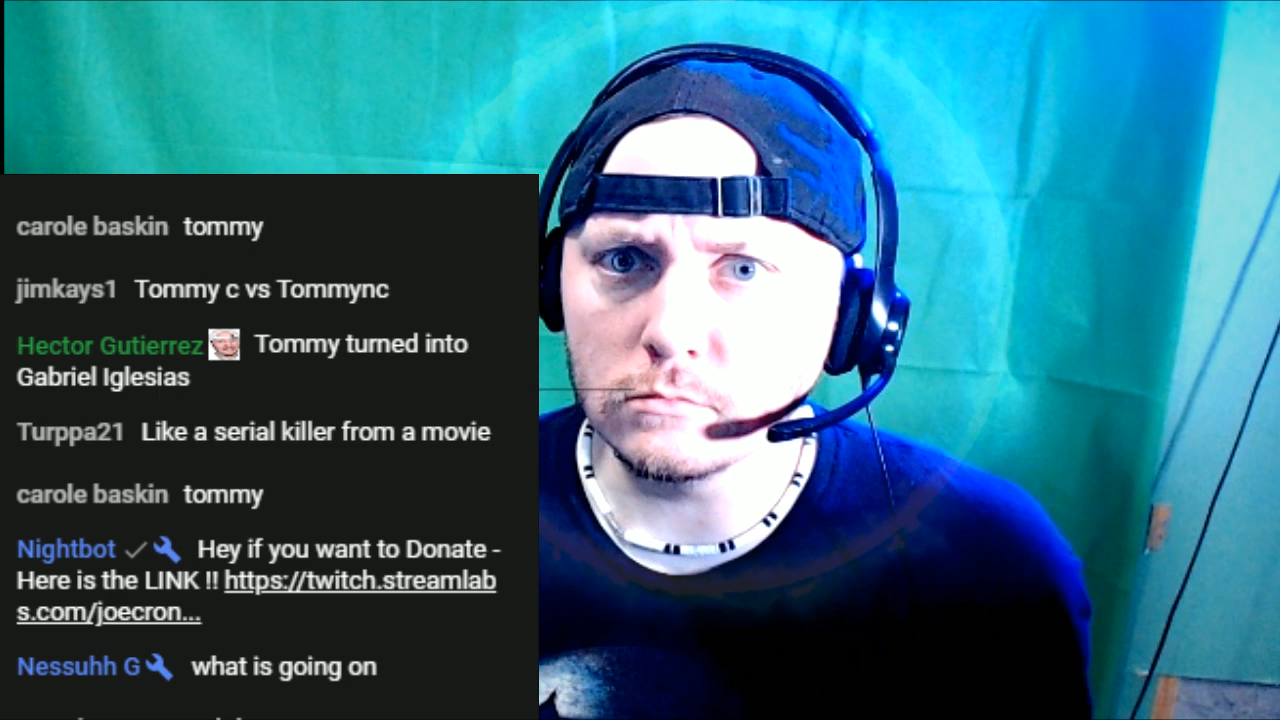 carole baskin tommy
jimkays1 Tommy c vs Tommync
Hector Gutierrez Tommy turned into
Gabriel Iglesias
Turppa21 Like a serial killer from a movie
carole baskin tommy
Nightbot Hey if you want to Donate -
Here is the LINK !! https://twitch.streamlab
s.com/joecron...
Nessuhh G what is going on